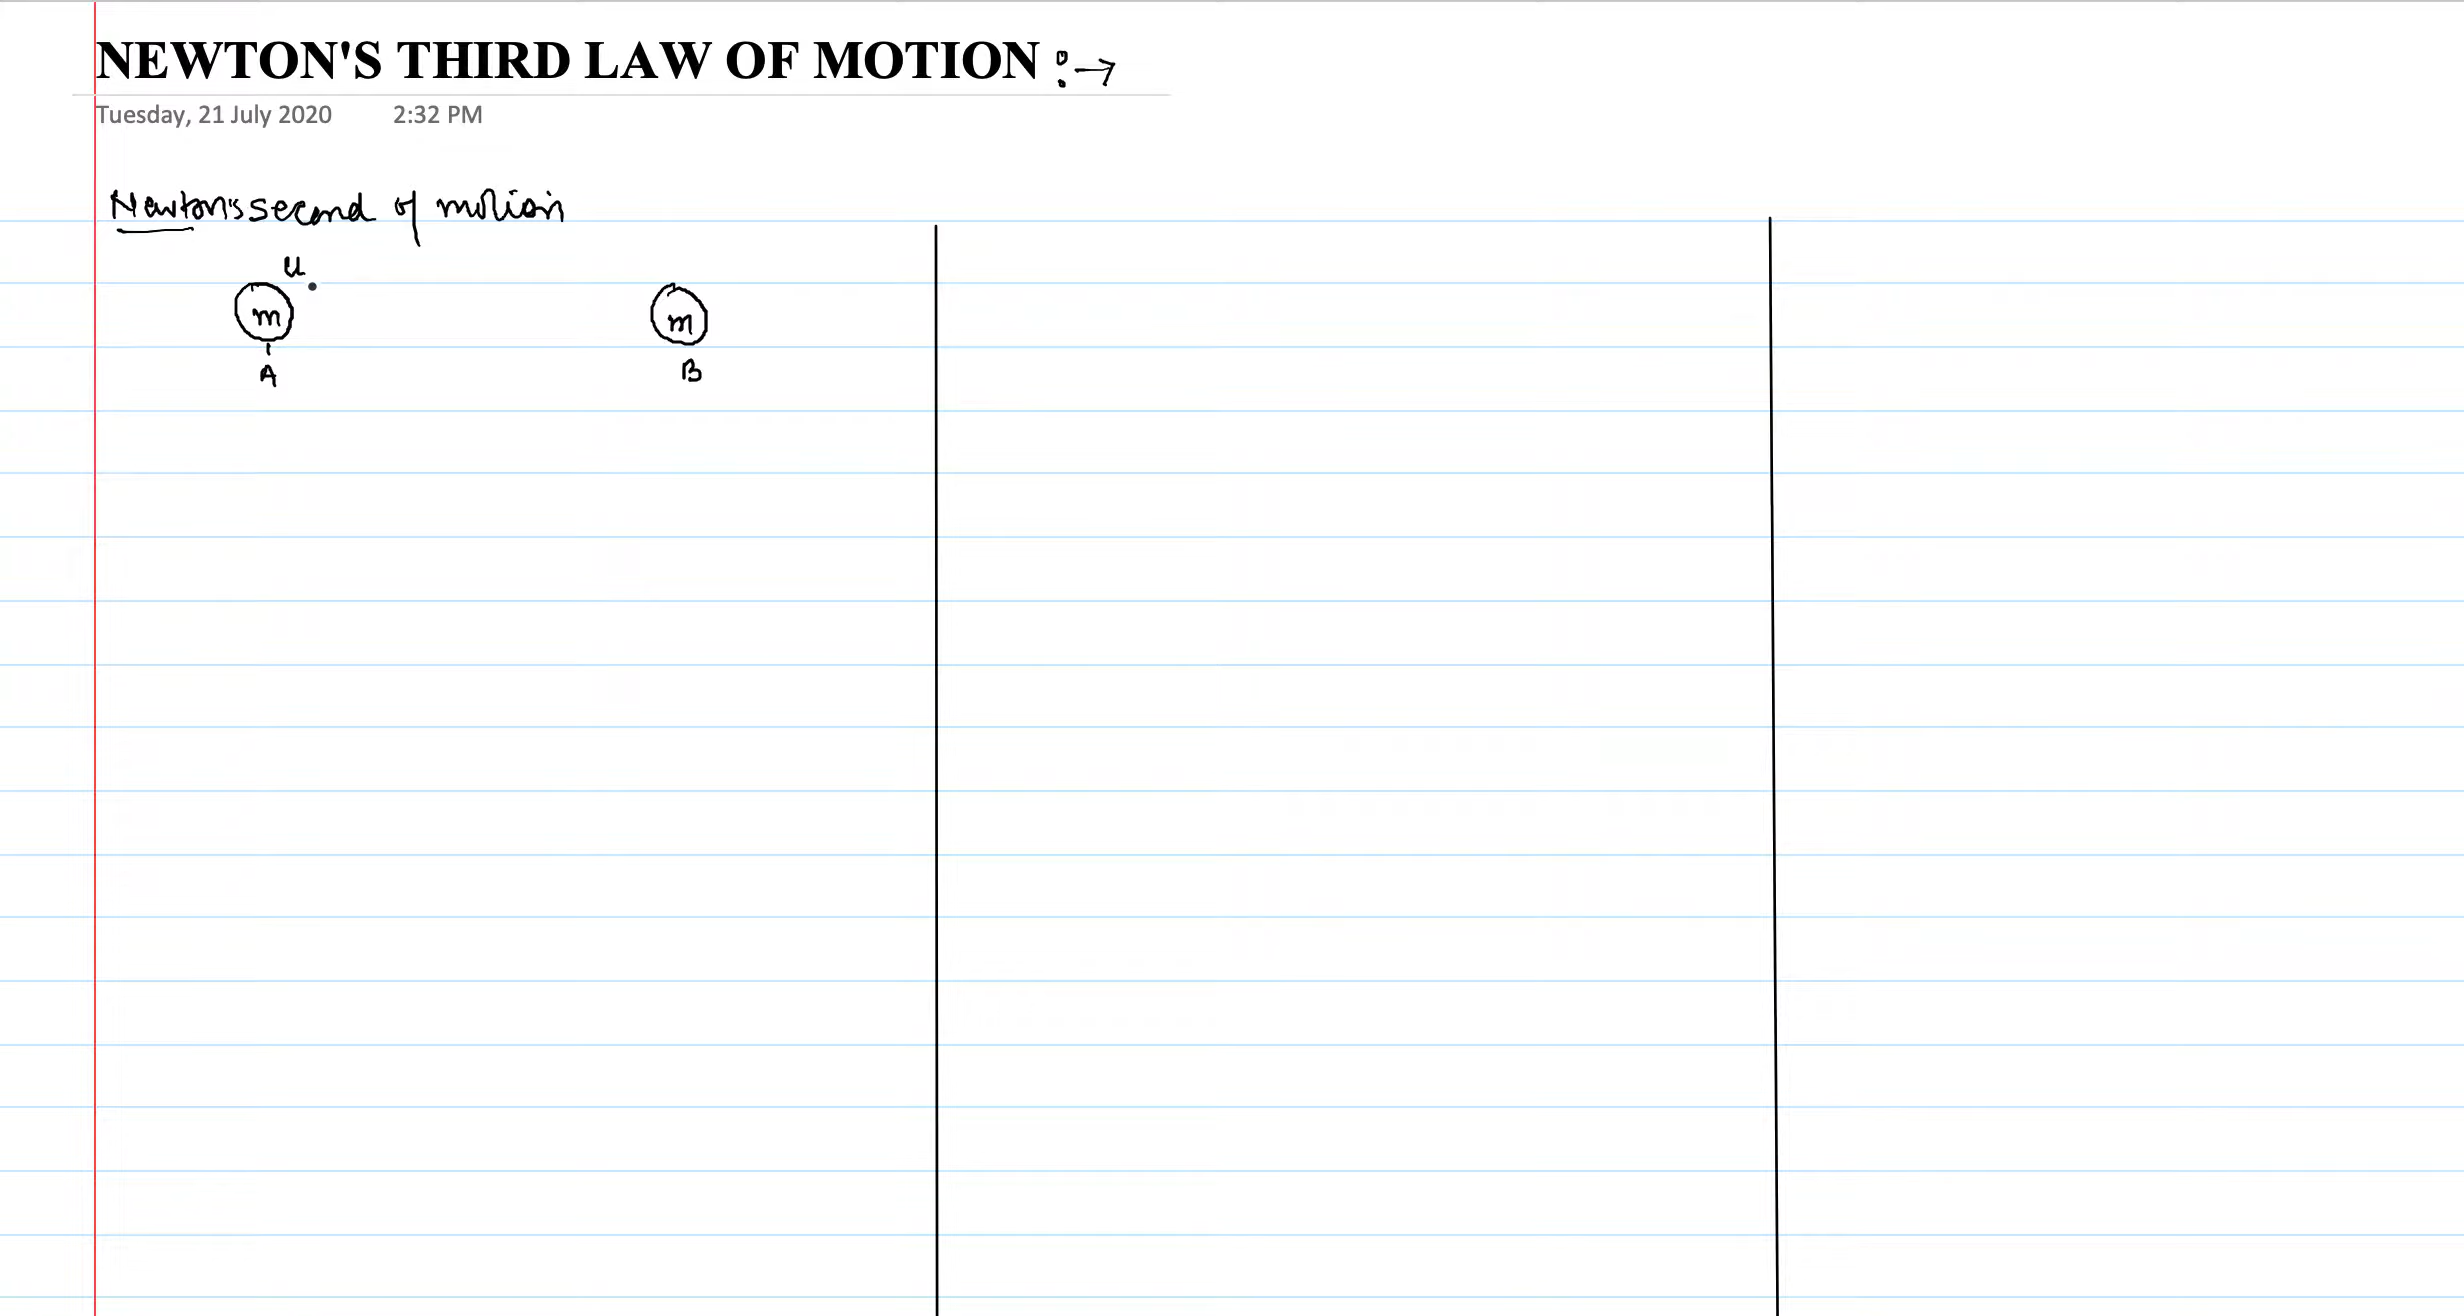 NEWTON'S THIRD LAW OF MOTION :→
Tuesday, 21 July 2020 2:32 PM
Newton's second of motion
u
m
m
A
B